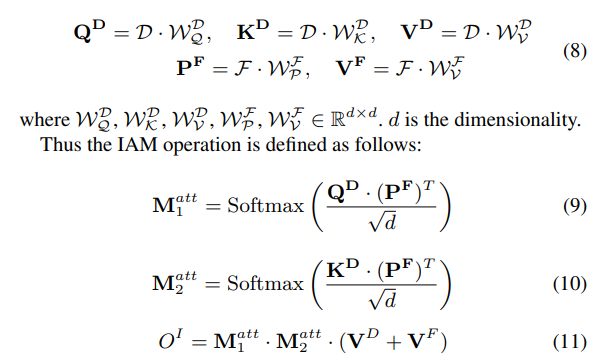 Q^D = D · W_Q^D, K^D = D · W_K^D, V^D = D · W_V^D
P^F = F · W_P^F, V^F = F · W_V^F (8)
where W_Q^D, W_K^D, W_V^D, W_P^F, W_V^F ∈ ℝ^{d×d}. d is the dimensionality.
Thus the IAM operation is defined as follows:
M_1^{att} = Softmax ( Q^D · (P^F)^T / √d ) (9)
M_2^{att} = Softmax ( K^D · (P^F)^T / √d ) (10)
O^I = M_1^{att} · M_2^{att} · (V^D + V^F) (11)